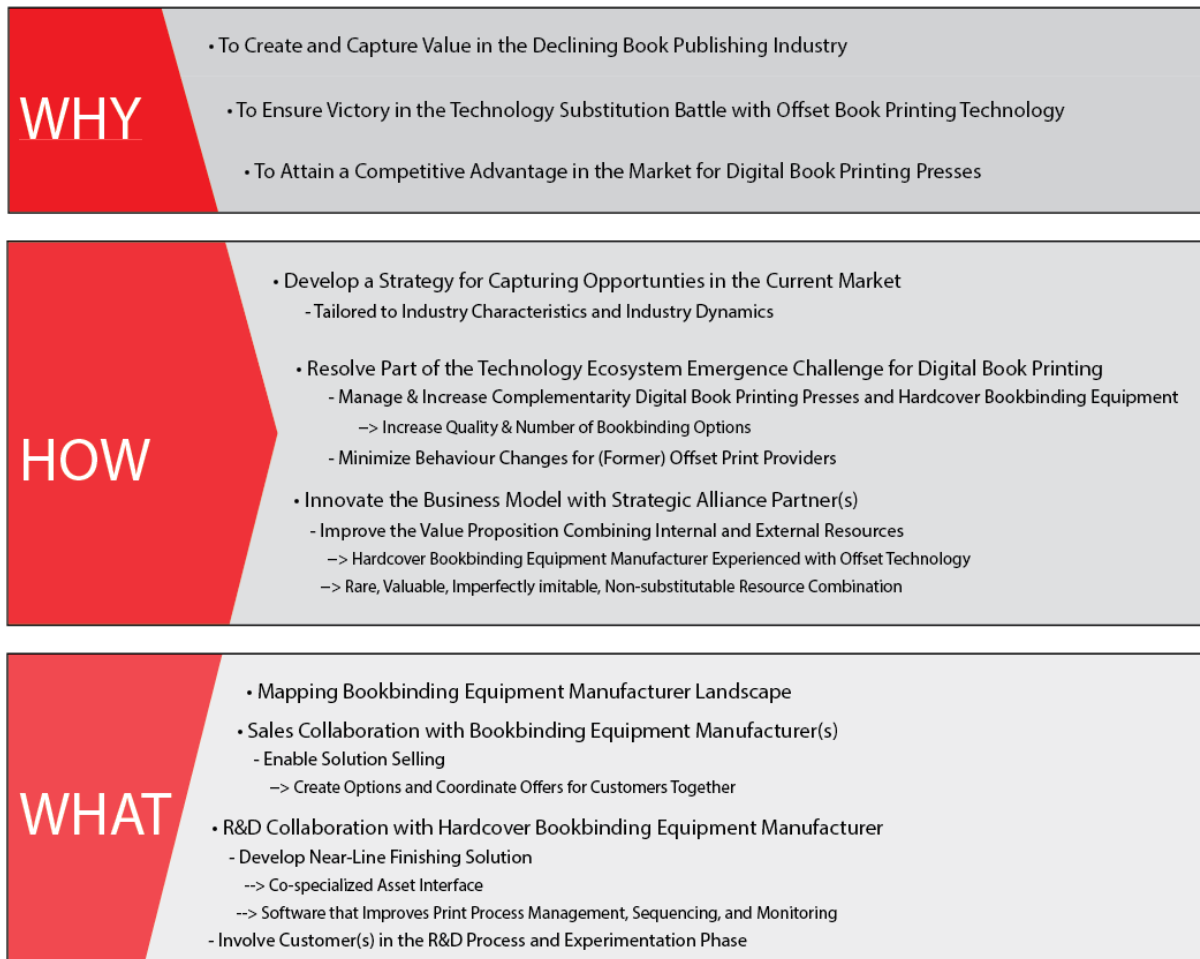 WHY
• To Create and Capture Value in the Declining Book Publishing Industry
• To Ensure Victory in the Technology Substitution Battle with Offset Book Printing Technology
• To Attain a Competitive Advantage in the Market for Digital Book Printing Presses
HOW
• Develop a Strategy for Capturing Opportunties in the Current Market
- Tailored to Industry Characteristics and Industry Dynamics
• Resolve Part of the Technology Ecosystem Emergence Challenge for Digital Book Printing
- Manage & Increase Complementarity Digital Book Printing Presses and Hardcover Bookbinding Equipment
–> Increase Quality & Number of Bookbinding Options
- Minimize Behaviour Changes for (Former) Offset Print Providers
• Innovate the Business Model with Strategic Alliance Partner(s)
- Improve the Value Proposition Combining Internal and External Resources
–> Hardcover Bookbinding Equipment Manufacturer Experienced with Offset Technology
–> Rare, Valuable, Imperfectly imitable, Non-substitutable Resource Combination
WHAT
• Mapping Bookbinding Equipment Manufacturer Landscape
• Sales Collaboration with Bookbinding Equipment Manufacturer(s)
- Enable Solution Selling
–> Create Options and Coordinate Offers for Customers Together
• R&D Collaboration with Hardcover Bookbinding Equipment Manufacturer
- Develop Near-Line Finishing Solution
--> Co-specialized Asset Interface
--> Software that Improves Print Process Management, Sequencing, and Monitoring
- Involve Customer(s) in the R&D Process and Experimentation Phase